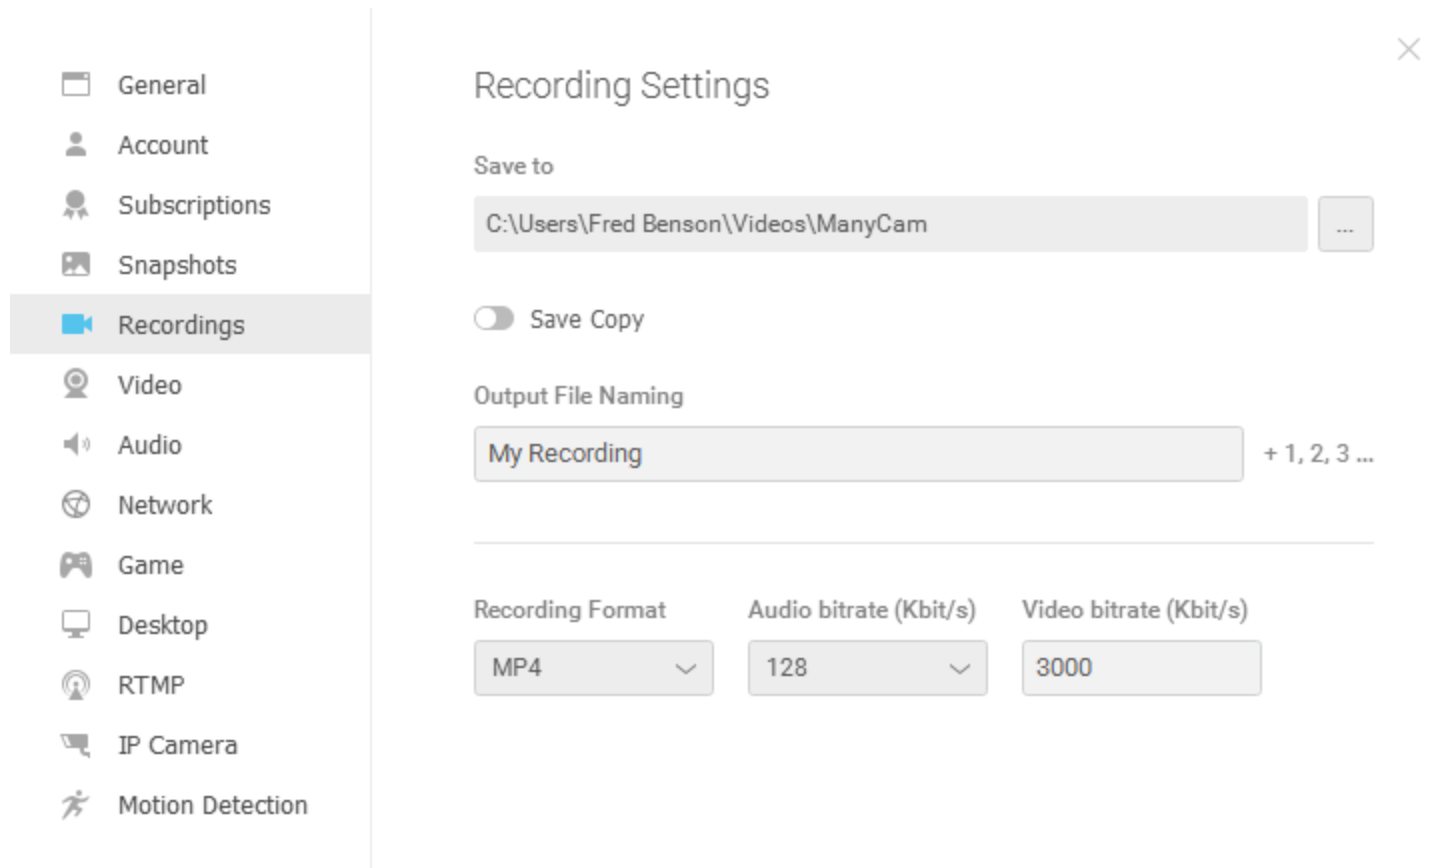 General
Account
Subscriptions
Snapshots
Recordings
Video
Audio
Network
Game
Desktop
RTMP
IP Camera
Motion Detection
Recording Settings
Save to
C:\Users\Fred Benson\Videos\ManyCam
...
Save Copy
Output File Naming
My Recording
+ 1, 2, 3 ...
Recording Format
Audio bitrate (Kbit/s)
Video bitrate (Kbit/s)
MP4
128
3000